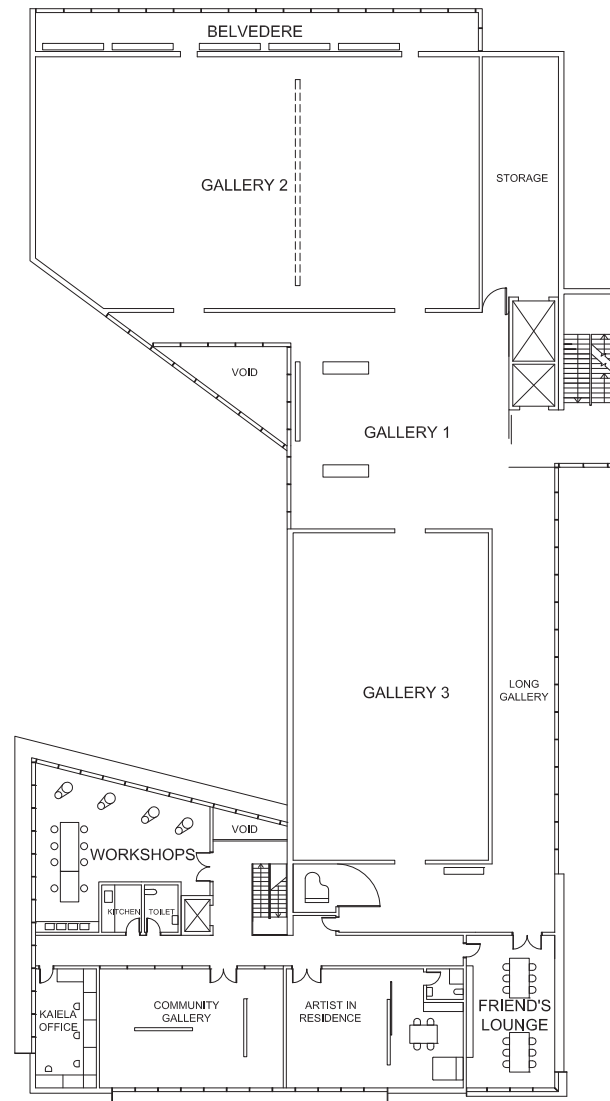 BELVEDERE
GALLERY 2
STORAGE
VOID
GALLERY 1
GALLERY 3
LONG
GALLERY
VOID
WORKSHOPS
KITCHEN
TOILET
KAIELA
OFFICE
COMMUNITY
GALLERY
ARTIST IN
RESIDENCE
FRIEND'S
LOUNGE